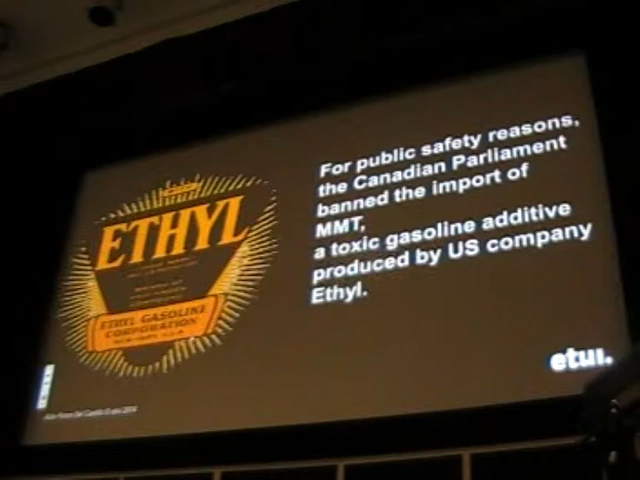 ETHYL
ETHYL GASOLINE
CORPORATION
For public safety reasons,
the Canadian Parliament
banned the import of
MMT,
a toxic gasoline additive
produced by US company
Ethyl.
etui.